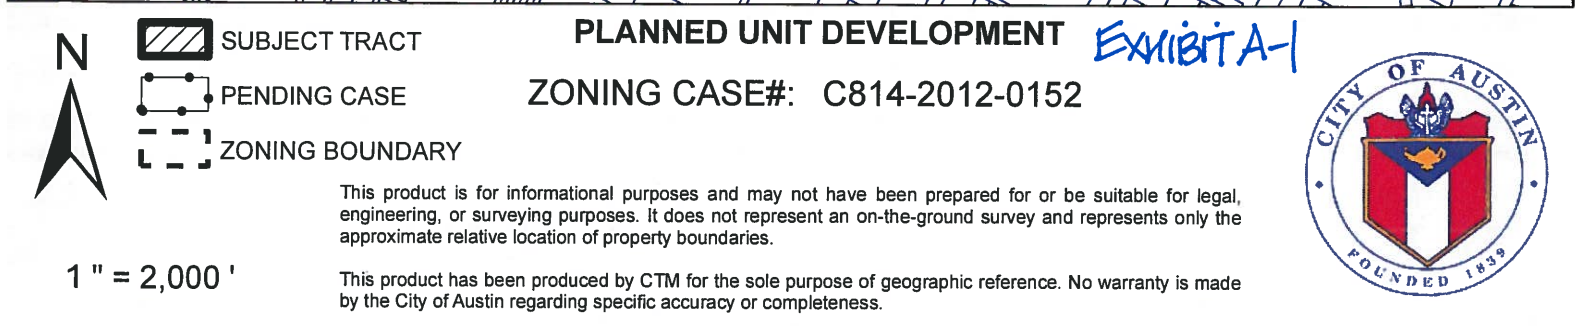 N
SUBJECT TRACT
PENDING CASE
ZONING BOUNDARY
1 " = 2,000 '
PLANNED UNIT DEVELOPMENT
EXHIBIT A-1
ZONING CASE#: C814-2012-0152
This product is for informational purposes and may not have been prepared for or be suitable for legal,
engineering, or surveying purposes. It does not represent an on-the-ground survey and represents only the
approximate relative location of property boundaries.
This product has been produced by CTM for the sole purpose of geographic reference. No warranty is made
by the City of Austin regarding specific accuracy or completeness.
CITY OF AUSTIN
FOUNDED 1839